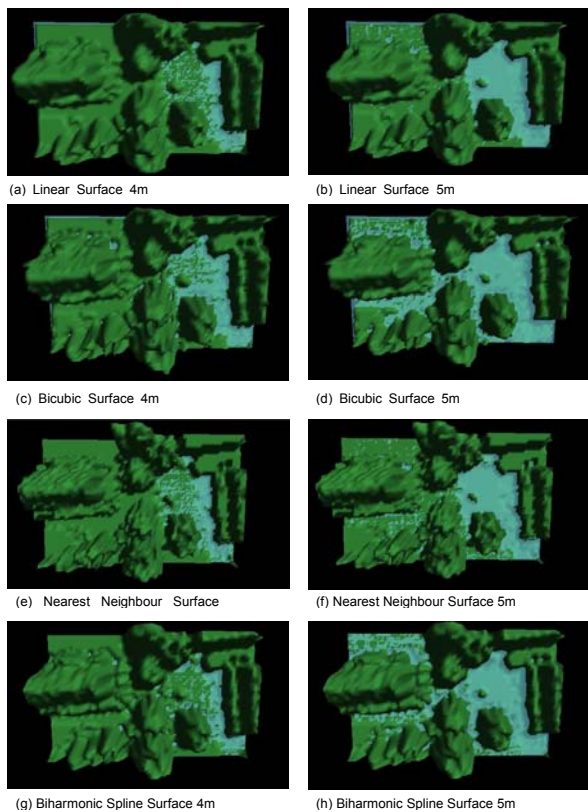 (a) Linear Surface 4m
(b) Linear Surface 5m
(c) Bicubic Surface 4m
(d) Bicubic Surface 5m
(e) Nearest Neighbour Surface
(f) Nearest Neighbour Surface 5m
(g) Biharmonic Spline Surface 4m
(h) Biharmonic Spline Surface 5m